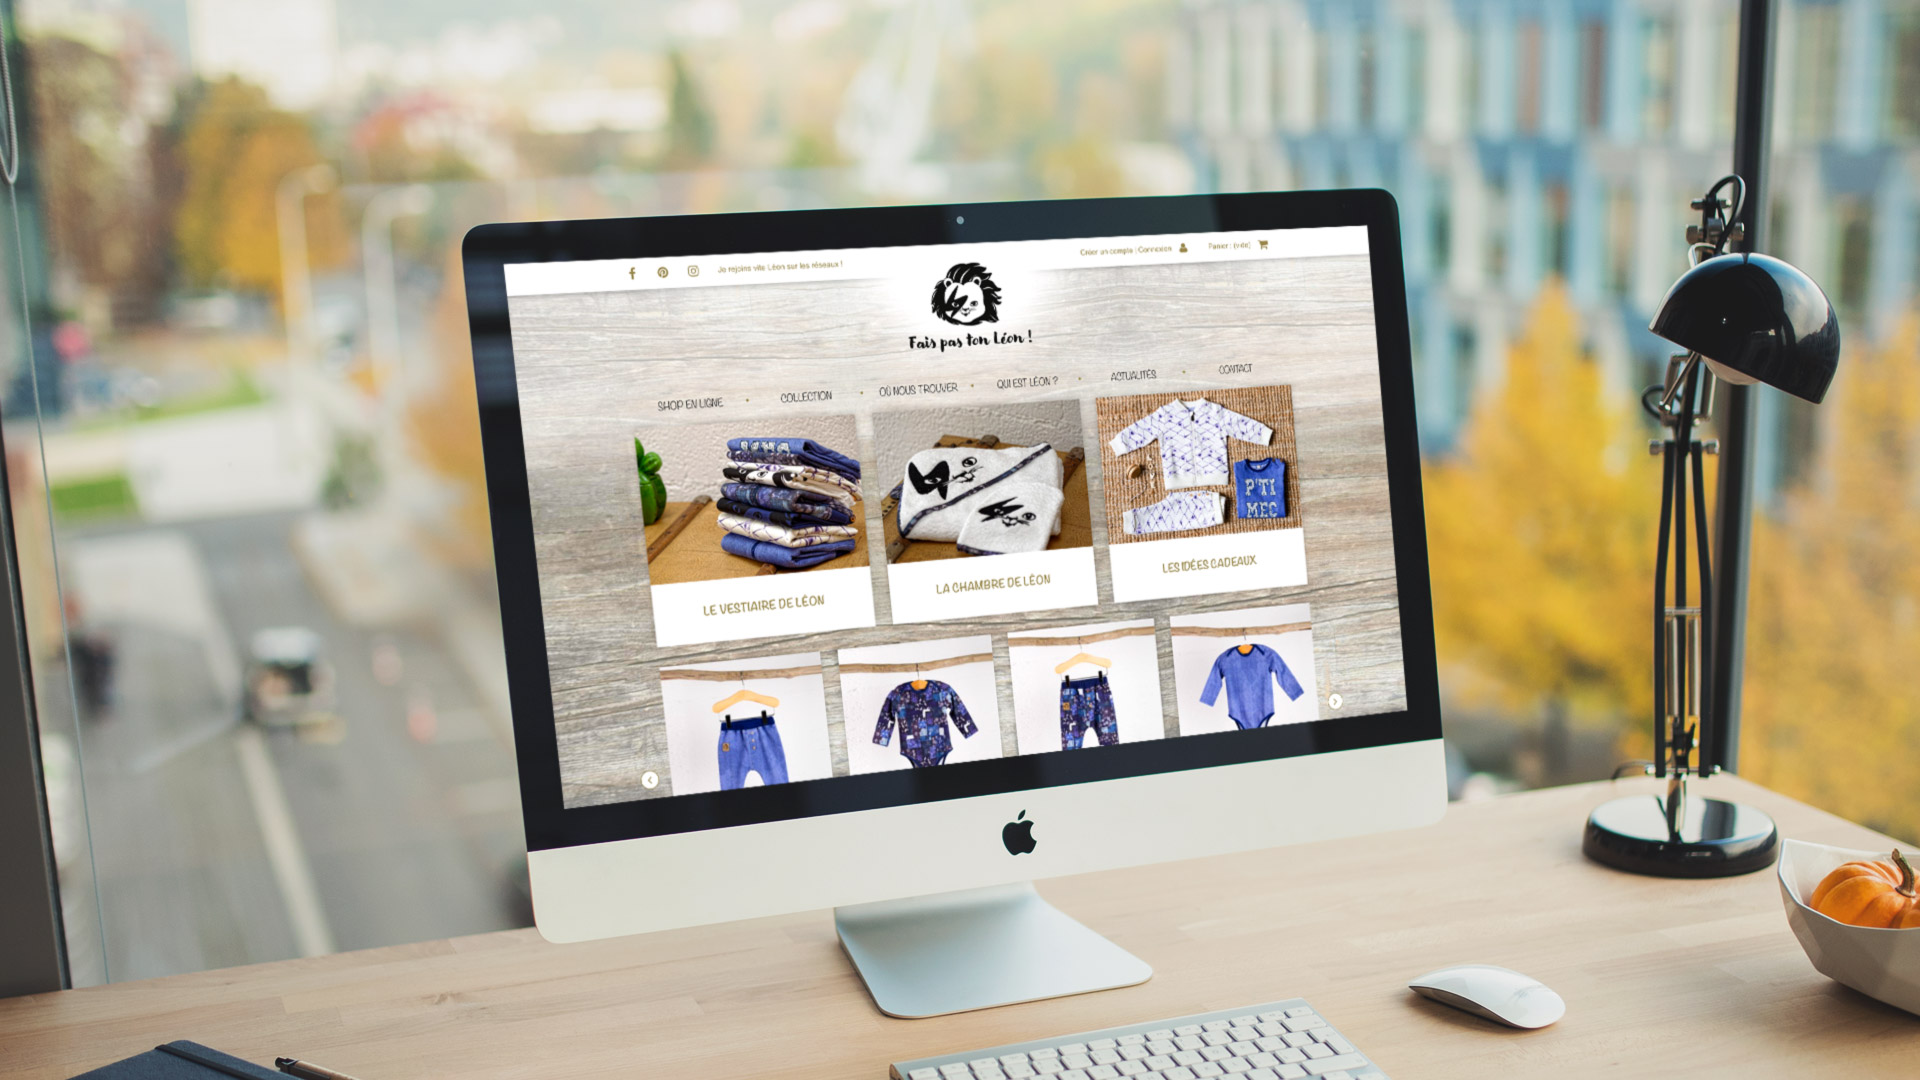 Je rejoins vite Léon sur les réseaux !
Créer un compte | Connexion
Panier : (vide)
Fais pas ton Léon !
SHOP EN LIGNE
COLLECTION
OÙ NOUS TROUVER
QUI EST LÉON ?
ACTUALITÉS
CONTACT
P'TI
MEC
LE VESTIAIRE DE LÉON
LA CHAMBRE DE LÉON
LES IDÉES CADEAUX